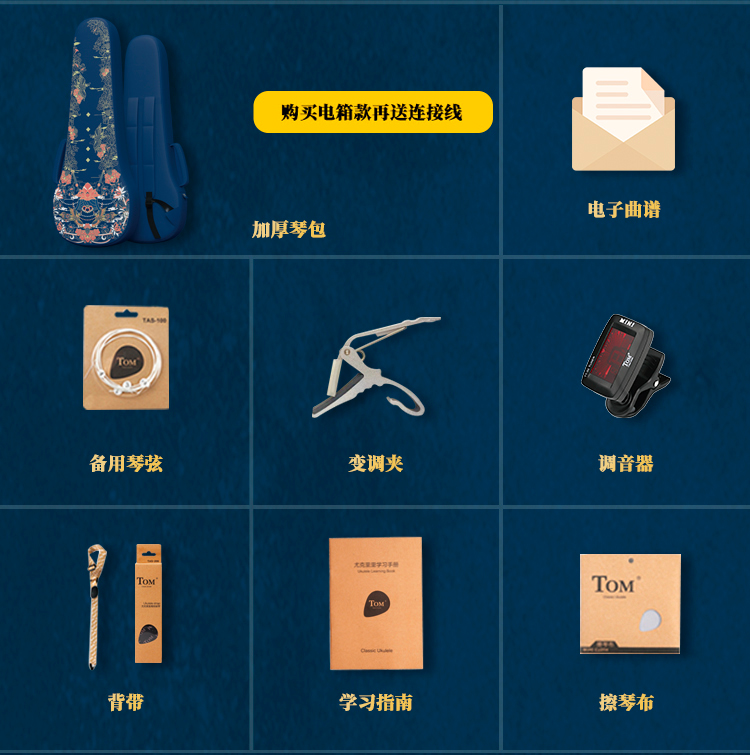 购买电箱款再送连接线
加厚琴包
电子曲谱
TAS-100
TOM
备用琴弦
变调夹
MINI
TOM
调音器
TOM
背带
尤克里里学习手册
TOM
Classic Ukulele
学习指南
TOM
Classic Ukulele
擦琴布